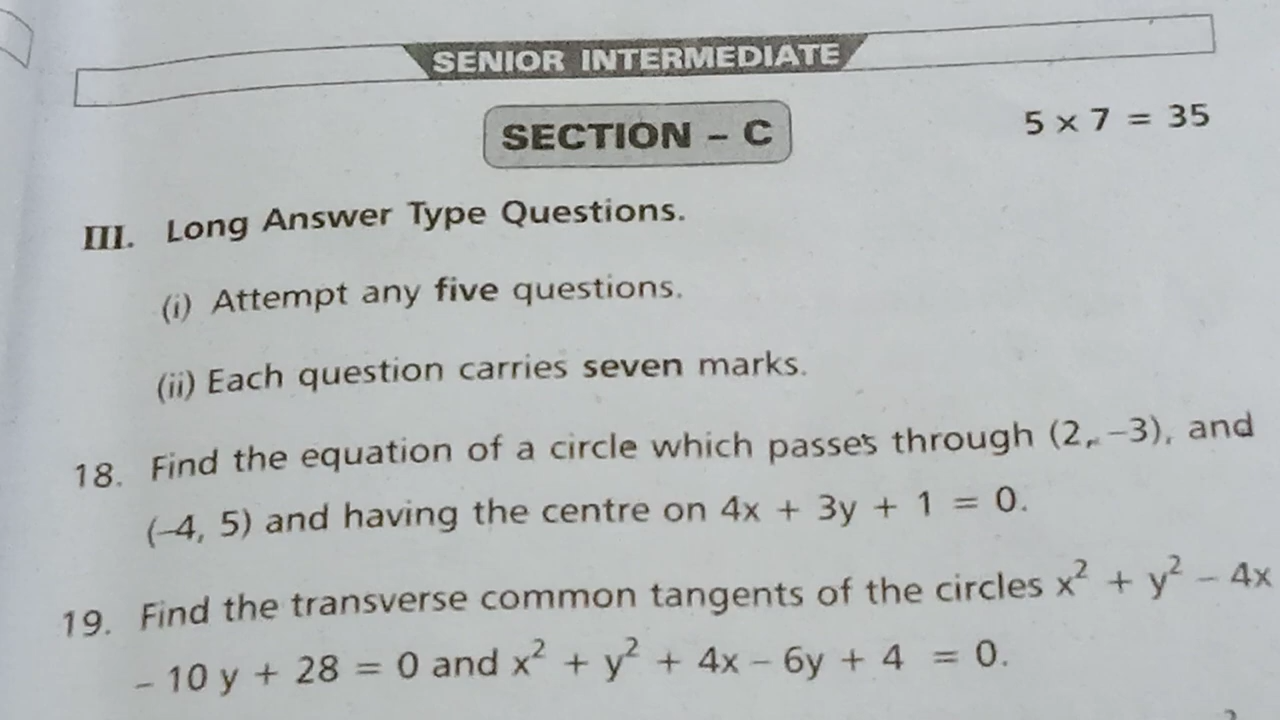 SENIOR INTERMEDIATE
SECTION – C
5 × 7 = 35
III. Long Answer Type Questions.
(i) Attempt any five questions.
(ii) Each question carries seven marks.
18. Find the equation of a circle which passes through (2, –3), and
(–4, 5) and having the centre on 4x + 3y + 1 = 0.
19. Find the transverse common tangents of the circles x² + y² – 4x
– 10 y + 28 = 0 and x² + y² + 4x – 6y + 4 = 0.